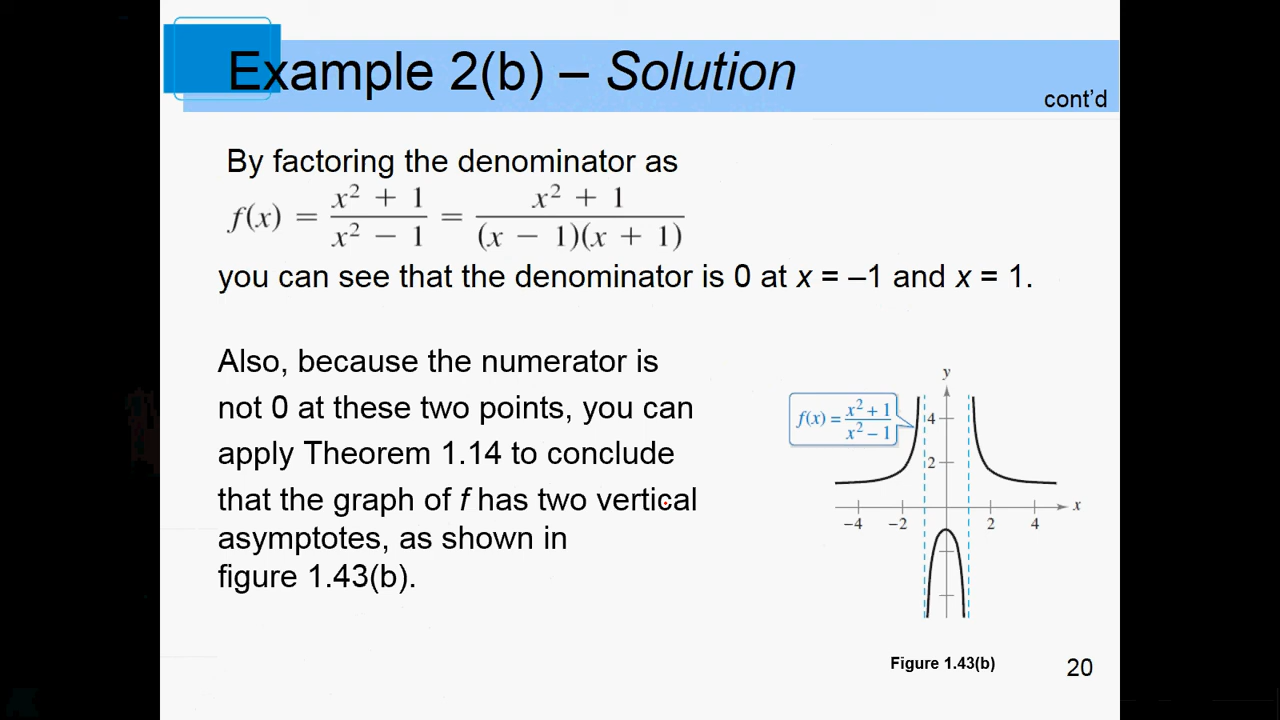 Example 2(b) – Solution
cont’d
By factoring the denominator as
f(x) = x² + 1 / x² − 1 = x² + 1 / (x − 1)(x + 1)
you can see that the denominator is 0 at x = –1 and x = 1.
Also, because the numerator is
not 0 at these two points, you can
apply Theorem 1.14 to conclude
that the graph of f has two vertical
asymptotes, as shown in
figure 1.43(b).
y
f(x) = x² + 1 / x² − 1
4
2
x
−4 −2 2 4
Figure 1.43(b)
20